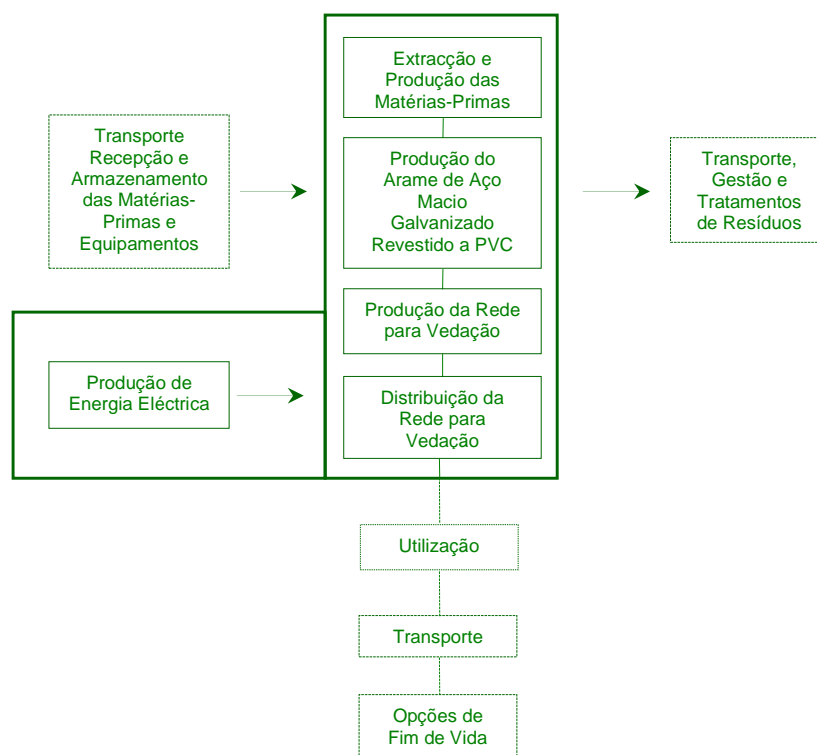 Extracção e
Produção das
Matérias-Primas
Transporte
Recepção e
Armazenamento
das Matérias-
Primas e
Equipamentos
Produção do
Arame de Aço
Macio
Galvanizado
Revestido a PVC
Transporte,
Gestão e
Tratamentos
de Resíduos
Produção da Rede
para Vedação
Produção de
Energia Eléctrica
Distribuição da
Rede para
Vedação
Utilização
Transporte
Opções de
Fim de Vida